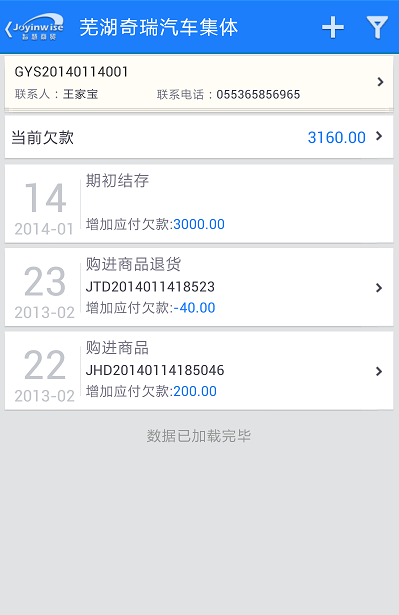 Joyinwise
芜湖奇瑞汽车集体
GYS20140114001
联系人：王家宝 联系电话：055365856965
当前欠款 3160.00
14
2014-01
期初结存
增加应付欠款:3000.00
23
2013-02
购进商品退货
JTD2014011418523
增加应付欠款:-40.00
22
2013-02
购进商品
JHD20140114185046
增加应付欠款:200.00
数据已加载完毕